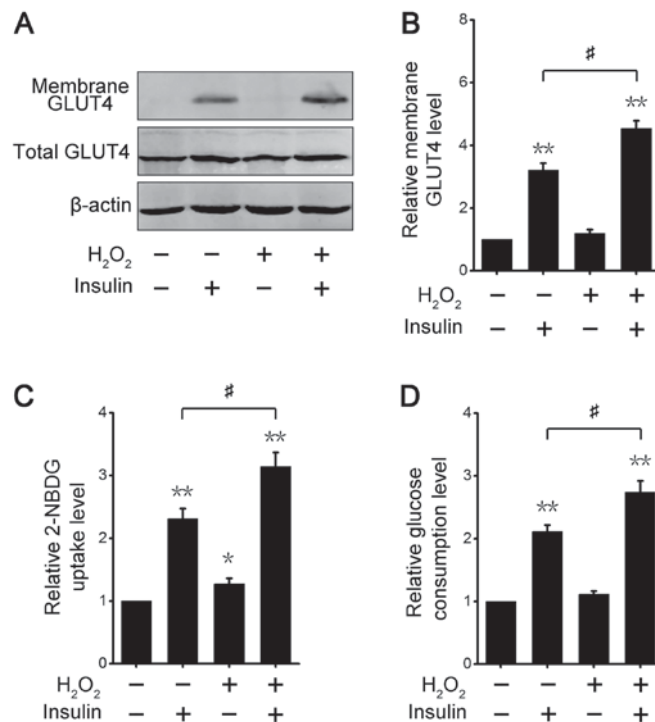 A
Membrane
GLUT4
Total GLUT4
β-actin
H₂O₂ − − + +
Insulin − + − +
B
Relative membrane
GLUT4 level
8
6
4
2
0
♯
**
**
H₂O₂ − − + +
Insulin − + − +
C
Relative 2-NBDG
uptake level
4
3
2
1
0
♯
**
*
**
H₂O₂ − − + +
Insulin − + − +
D
Relative glucose
consumption level
4
3
2
1
0
♯
**
**
H₂O₂ − − + +
Insulin − + − +